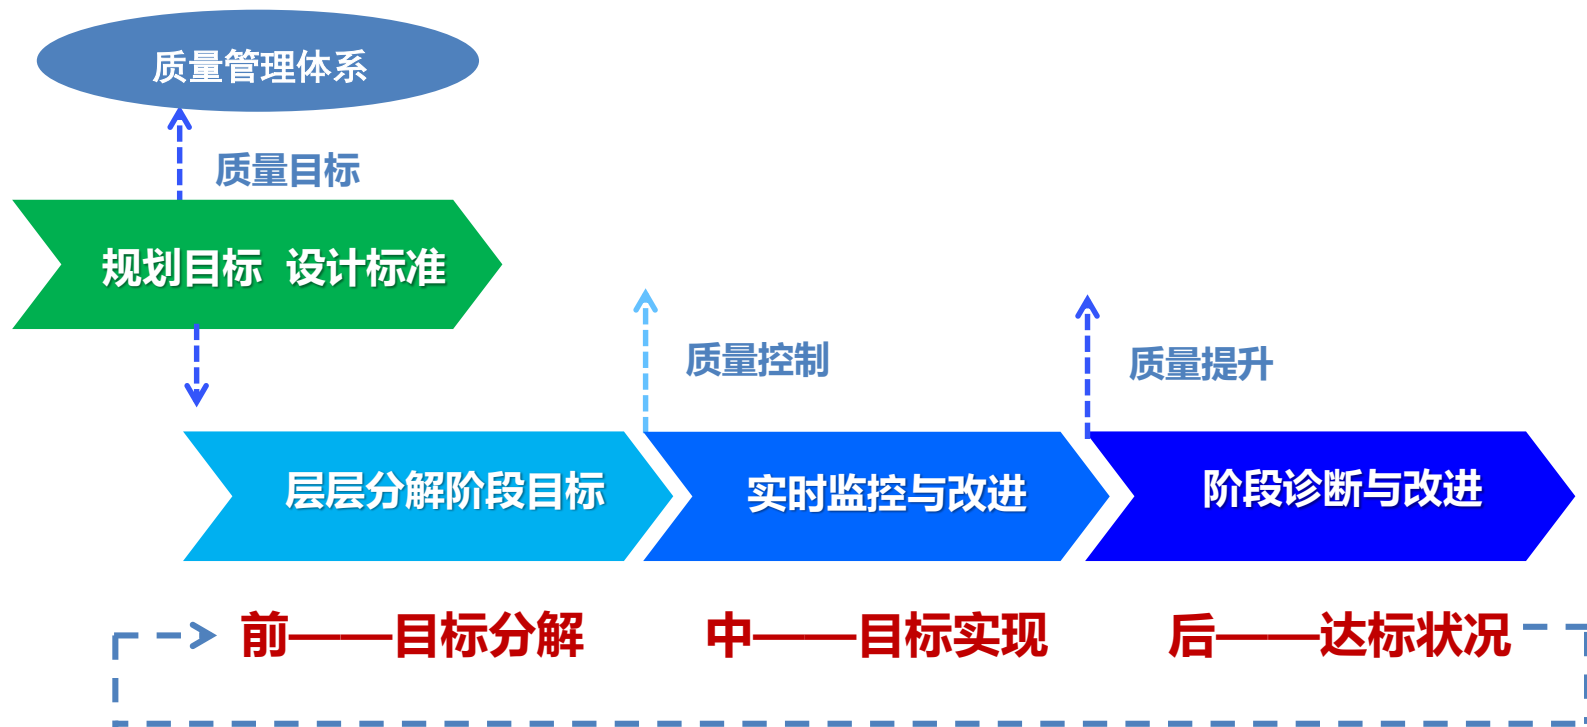 质量管理体系
质量目标
规划目标 设计标准
质量控制
质量提升
层层分解阶段目标
实时监控与改进
阶段诊断与改进
前——目标分解
中——目标实现
后——达标状况